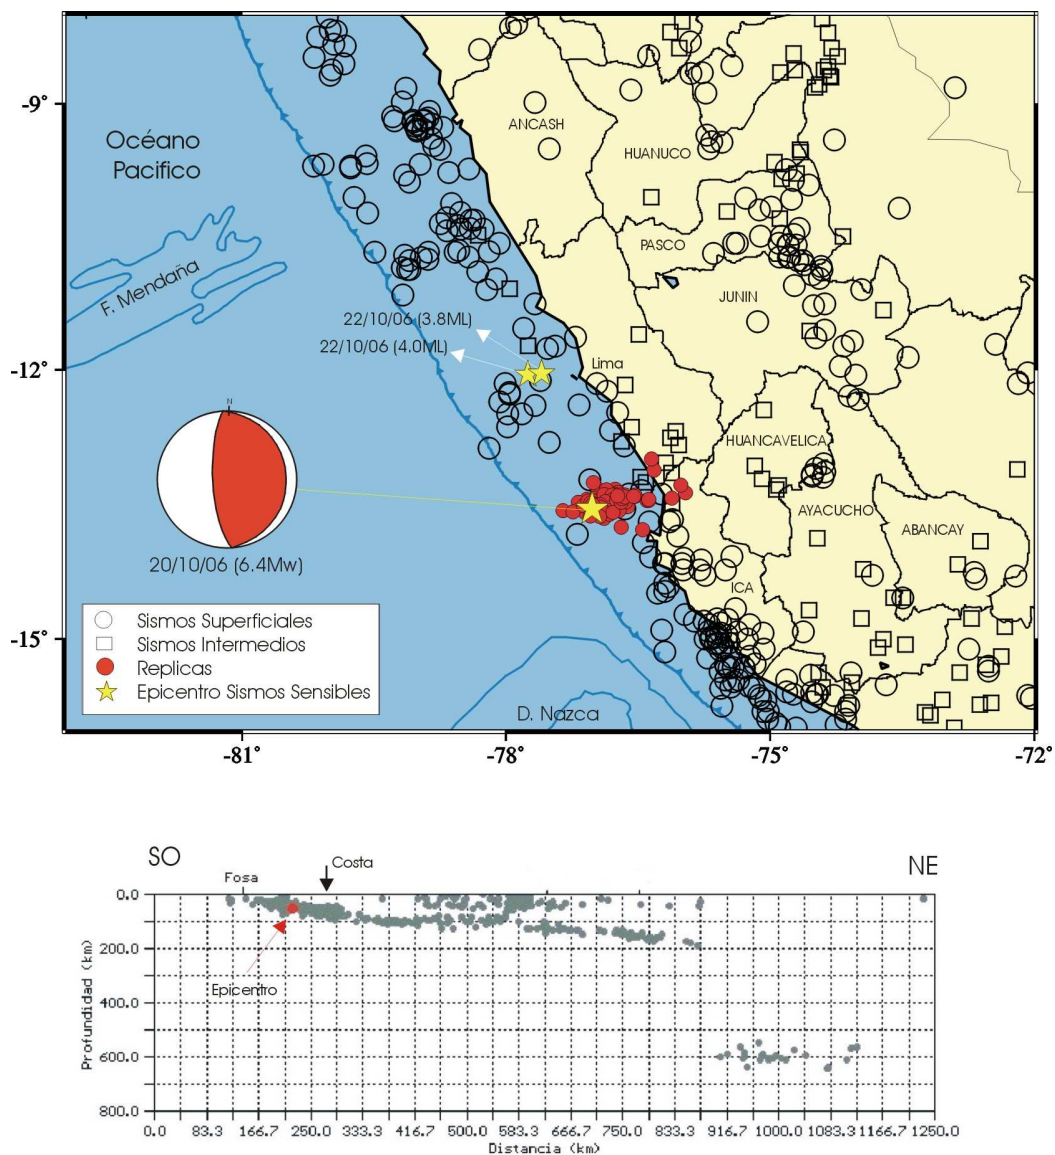 -9°
-12°
-15°
-81°
-78°
-75°
-72°
Océano
Pacifico
ANCASH
HUANUCO
PASCO
JUNIN
F. Mendaña
22/10/06 (3.8ML)
22/10/06 (4.0ML)
Lima
HUANCAVELICA
AYACUCHO
ABANCAY
ICA
N
20/10/06 (6.4Mw)
Sismos Superficiales
Sismos Intermedios
Replicas
Epicentro Sismos Sensibles
D. Nazca
SO
NE
Fosa
Costa
Epicentro
Profundidad (km)
0.0
200.0
400.0
600.0
800.0
0.0 83.3 166.7 250.0 333.3 416.7 500.0 583.3 666.7 750.0 833.3 916.7 1000.0 1083.3 1166.7 1250.0
Distancia (km)